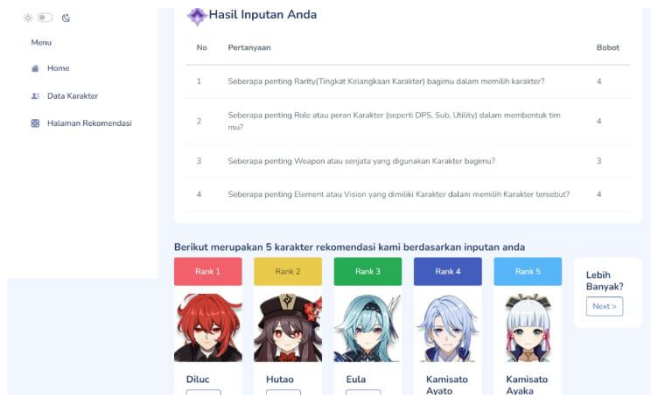 Menu
Home
Data Karakter
Halaman Rekomendasi
Hasil Inputan Anda
No Pertanyaan Bobot
1 Seberapa penting Rarity(Tingkat Kelangkaan Karakter) bagimu dalam memilih karakter? 4
2 Seberapa penting Role atau peran Karakter (seperti DPS, Sub, Utility) dalam membentuk tim
mu? 4
3 Seberapa penting Weapon atau senjata yang digunakan Karakter bagimu? 3
4 Seberapa penting Element atau Vision yang dimiliki Karakter dalam memilih Karakter tersebut? 4
Berikut merupakan 5 karakter rekomendasi kami berdasarkan inputan anda
Rank 1 Rank 2 Rank 3 Rank 4 Rank 5
Lebih
Banyak?
Next >
Diluc Hutao Eula Kamisato Kamisato
Ayato Ayaka